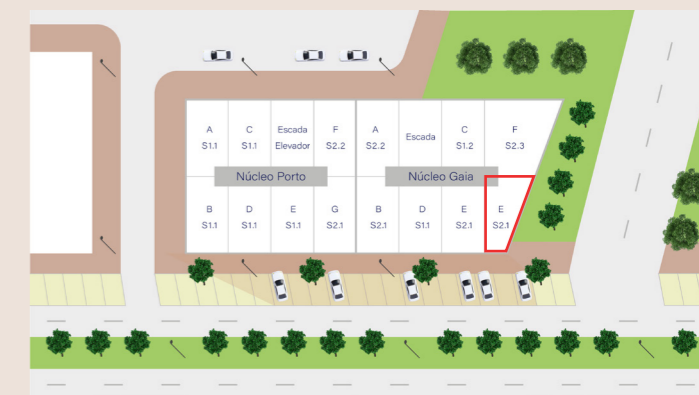 A
S1.1
C
S1.1
Escada
Elevador
F
S2.2
A
S2.2
Escada
C
S1.2
F
S2.3
Núcleo Porto
Núcleo Gaia
B
S1.1
D
S1.1
E
S1.1
G
S2.1
B
S2.1
D
S1.1
E
S2.1
E
S2.1